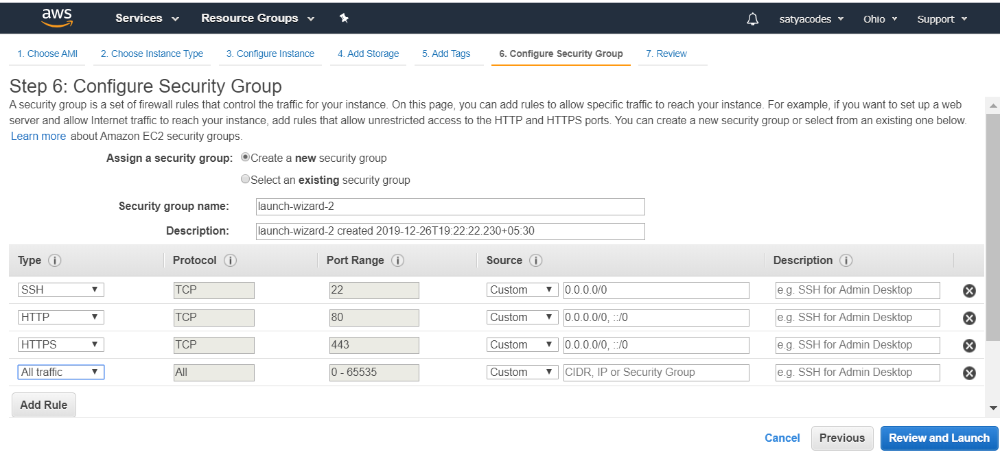 aws Services Resource Groups satyacodes Ohio Support
1. Choose AMI 2. Choose Instance Type 3. Configure Instance 4. Add Storage 5. Add Tags 6. Configure Security Group 7. Review
Step 6: Configure Security Group
A security group is a set of firewall rules that control the traffic for your instance. On this page, you can add rules to allow specific traffic to reach your instance. For example, if you want to set up a web
server and allow Internet traffic to reach your instance, add rules that allow unrestricted access to the HTTP and HTTPS ports. You can create a new security group or select from an existing one below.
Learn more about Amazon EC2 security groups.
Assign a security group: Create a new security group
Select an existing security group
Security group name: launch-wizard-2
Description: launch-wizard-2 created 2019-12-26T19:22:22.230+05:30
Type i Protocol i Port Range i Source i Description i
SSH TCP 22 Custom 0.0.0.0/0 e.g. SSH for Admin Desktop
HTTP TCP 80 Custom 0.0.0.0/0, ::/0 e.g. SSH for Admin Desktop
HTTPS TCP 443 Custom 0.0.0.0/0, ::/0 e.g. SSH for Admin Desktop
All traffic All 0 - 65535 Custom CIDR, IP or Security Group e.g. SSH for Admin Desktop
Add Rule
Cancel Previous Review and Launch